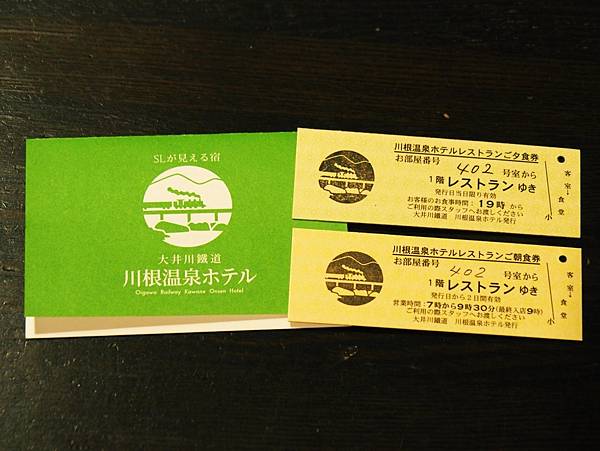 SLが見える宿
大井川鐵道
川根温泉ホテル
Oigawa Railway Kawane Onsen Hotel
川根温泉ホテルレストランご夕食券
お部屋番号
402 号室から
1階 レストラン ゆき
発行日当日限り有効
お客様のお食事時間：19時 から
ご利用の際スタッフへお渡しください
大井川鐵道 川根温泉ホテル発行
客室→食堂
小
川根温泉ホテルレストランご朝食券
お部屋番号
402 号室から
1階 レストラン ゆき
発行日から2日間有効
営業時間：7時から9時30分(最終入店9時)
ご利用の際スタッフへお渡しください
大井川鐵道 川根温泉ホテル発行
客室→食堂
小